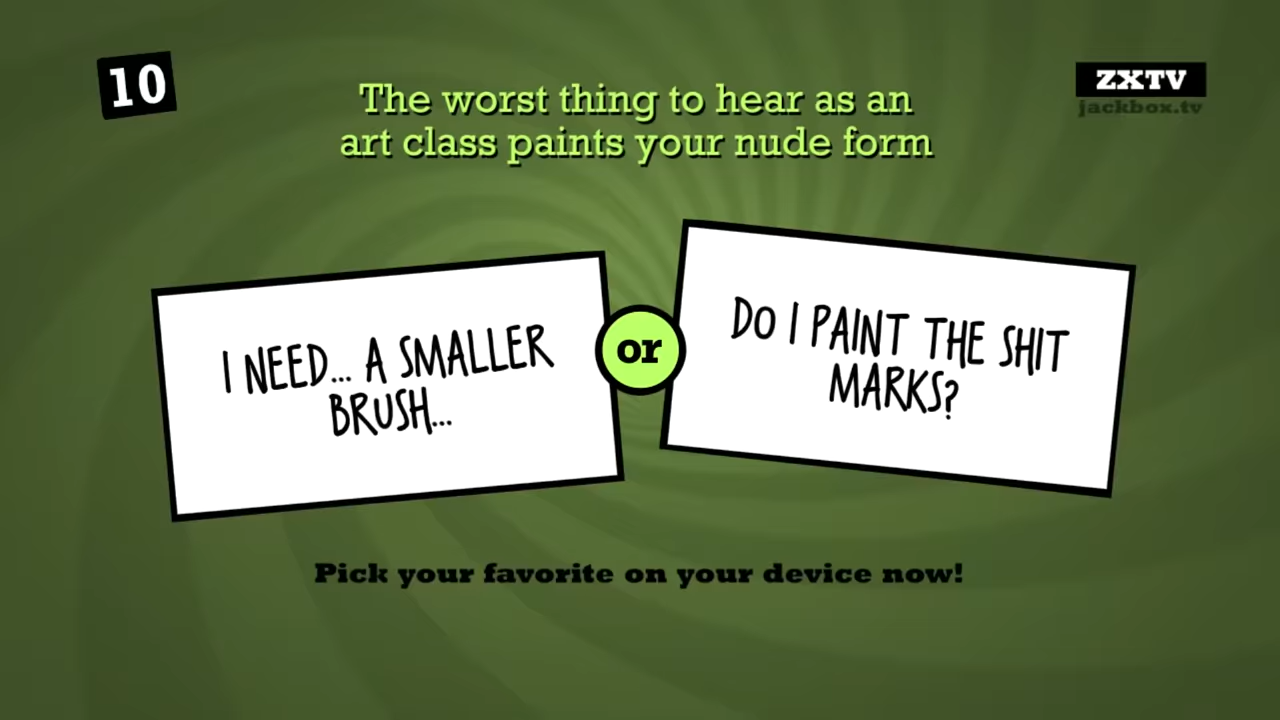 10
ZXTV
jackbox.tv
The worst thing to hear as an
art class paints your nude form
I NEED... A SMALLER
BRUSH...
or
DO I PAINT THE SHIT
MARKS?
Pick your favorite on your device now!